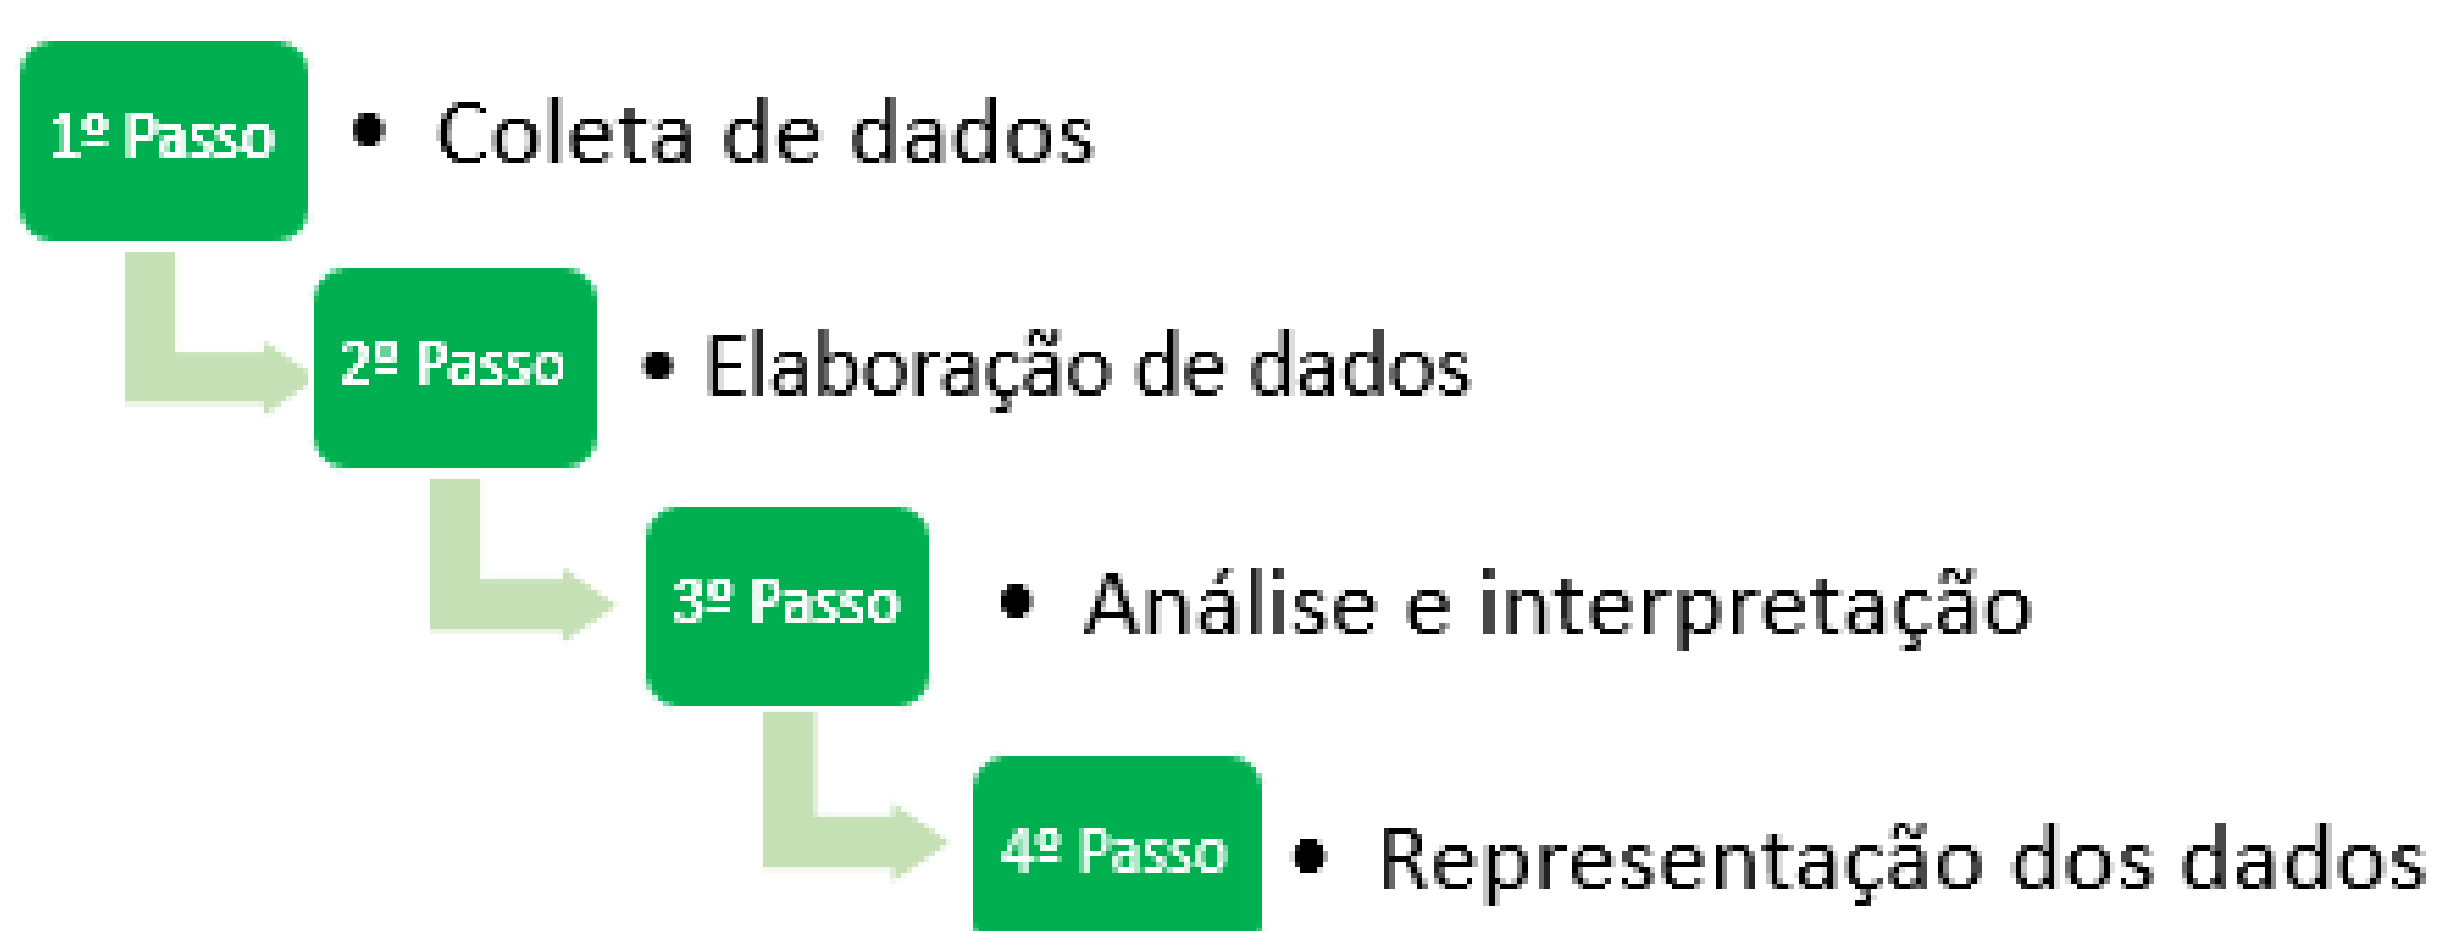 1º Passo • Coleta de dados
2º Passo • Elaboração de dados
3º Passo • Análise e interpretação
4º Passo • Representação dos dados